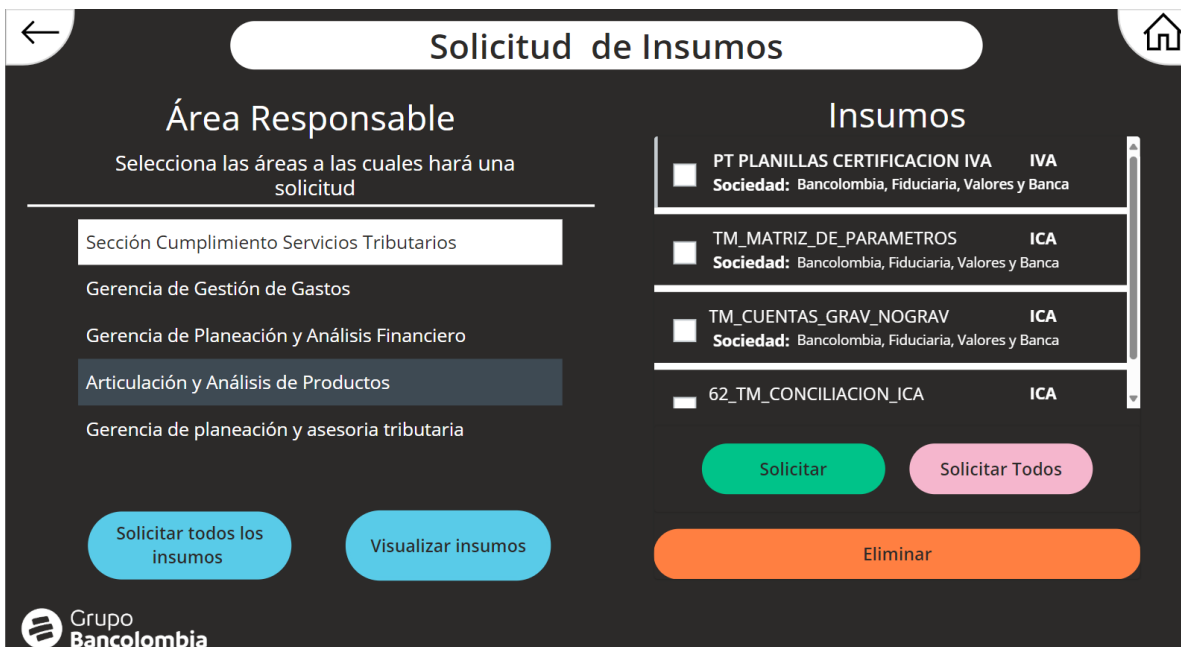 Solicitud de Insumos
Área Responsable
Selecciona las áreas a las cuales hará una
solicitud
Sección Cumplimiento Servicios Tributarios
Gerencia de Gestión de Gastos
Gerencia de Planeación y Análisis Financiero
Articulación y Análisis de Productos
Gerencia de planeación y asesoria tributaria
Solicitar todos los
insumos
Visualizar insumos
Insumos
PT PLANILLAS CERTIFICACION IVA IVA
Sociedad: Bancolombia, Fiduciaria, Valores y Banca
TM_MATRIZ_DE_PARAMETROS ICA
Sociedad: Bancolombia, Fiduciaria, Valores y Banca
TM_CUENTAS_GRAV_NOGRAV ICA
Sociedad: Bancolombia, Fiduciaria, Valores y Banca
62_TM_CONCILIACION_ICA ICA
Solicitar
Solicitar Todos
Eliminar
Grupo
Bancolombia